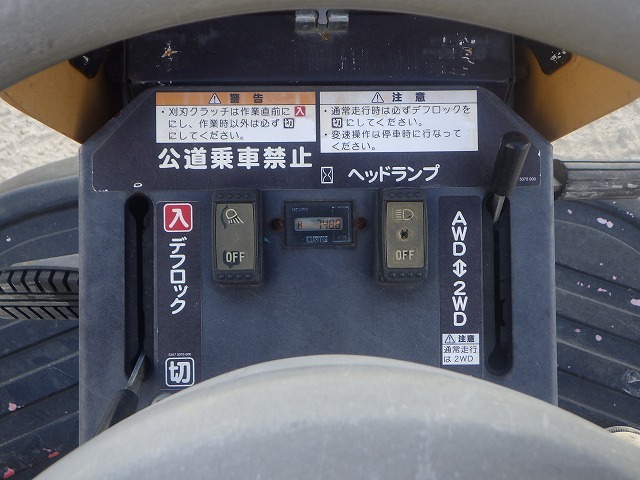 警告
・刈刃クラッチは作業直前に入
にし、作業時以外は必ず切
にしてください。
注意
・通常走行時は必ずデフロックを
切にしてください。
・変速操作は停車時に行なって
ください。
公道乗車禁止
ヘッドランプ
入
デフロック
切
OFF
HOURS
CURTIS
OFF
AWD⇔2WD
注意
通常走行
は2WD